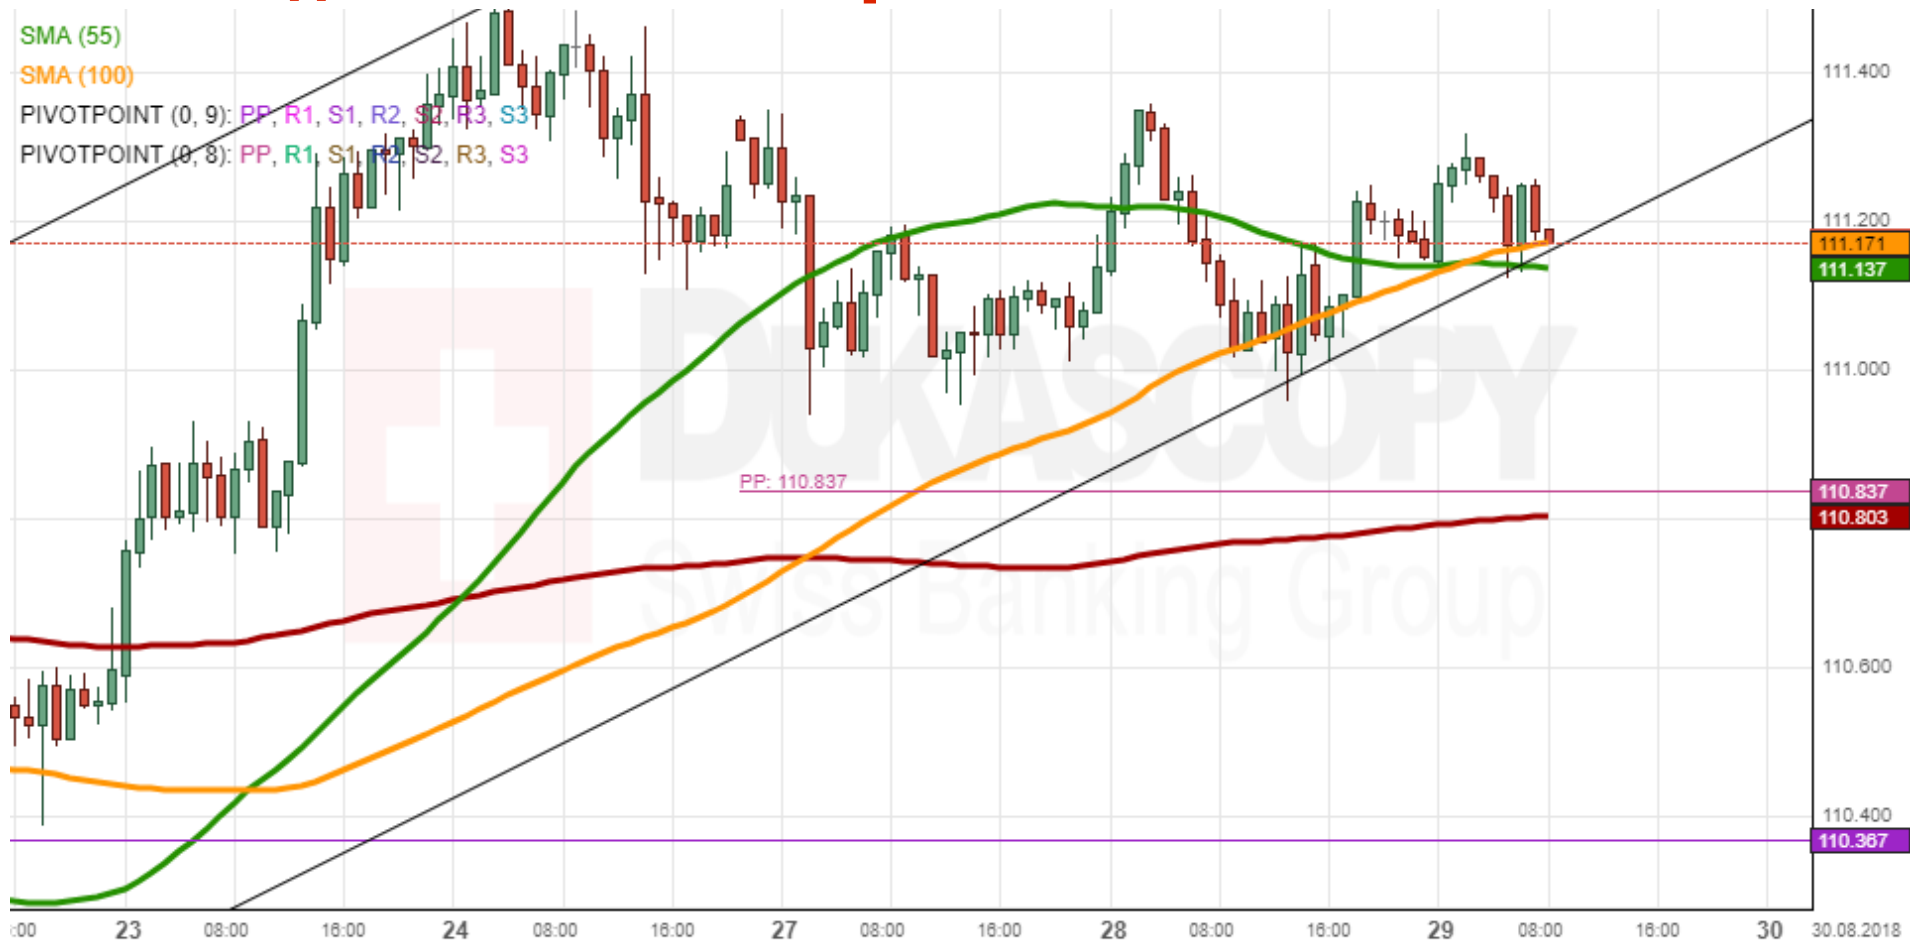 SMA (55)
SMA (100)
PIVOTPOINT (0, 9): PP, R1, S1, R2, S2, R3, S3
PIVOTPOINT (0, 8): PP, R1, S1, R2, S2, R3, S3
111.400
111.200
111.171
111.137
DUKASCOPY
111.000
PP: 110.837
110.837
110.803
Swiss Banking Group
110.600
110.400
110.367
:00 23 08:00 16:00 24 08:00 16:00 27 08:00 16:00 28 08:00 16:00 29 08:00 16:00 30 30.08.2018